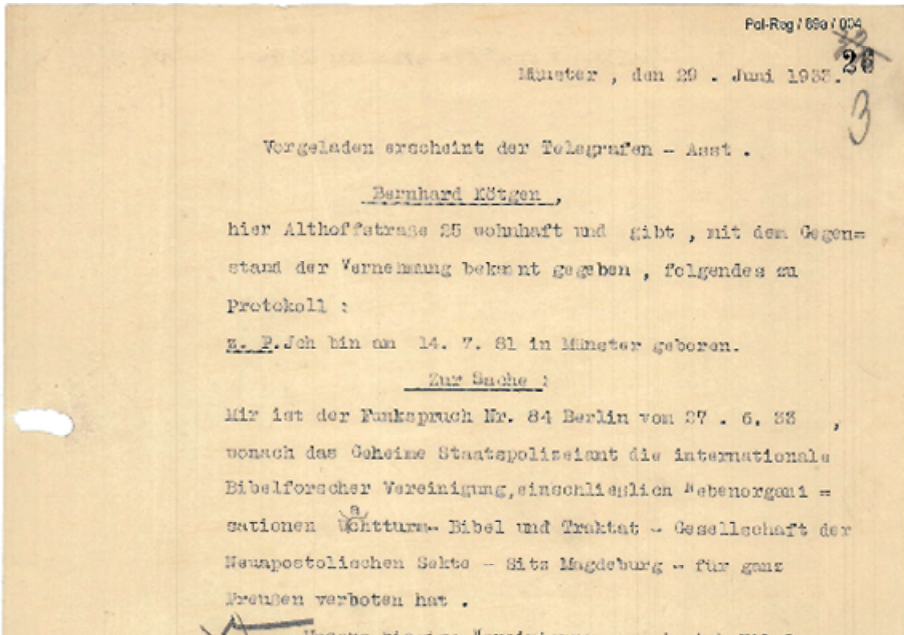 Pol-Reg / 69a / 004
26
Münster , den 29 . Juni 1933.
3
Vorgeladen erscheint der Telegrafen - Asst .
Bernhard Kötgen ,
hier Althoffstraße 25 wohnhaft und gibt , mit dem Gegen=
stand der Vernehmung bekannt gegeben , folgendes zu
Protokoll :
z. P.Jch bin am 14. 7. 81 in Münster geboren.
Zur Sache :
Mir ist der Funkspruch Nr. 84 Berlin vom 27 . 6. 33 ,
wonach das Geheime Staatspolizeiamt die internationale
Bibelforscher Vereinigung,einschließlich Nebenorgani =
sationen Wachtturm- Bibel und Traktat - Gesellschaft der
Neuapostolischen Sekte - Sitz Magdeburg - für ganz
Preußen verboten hat .